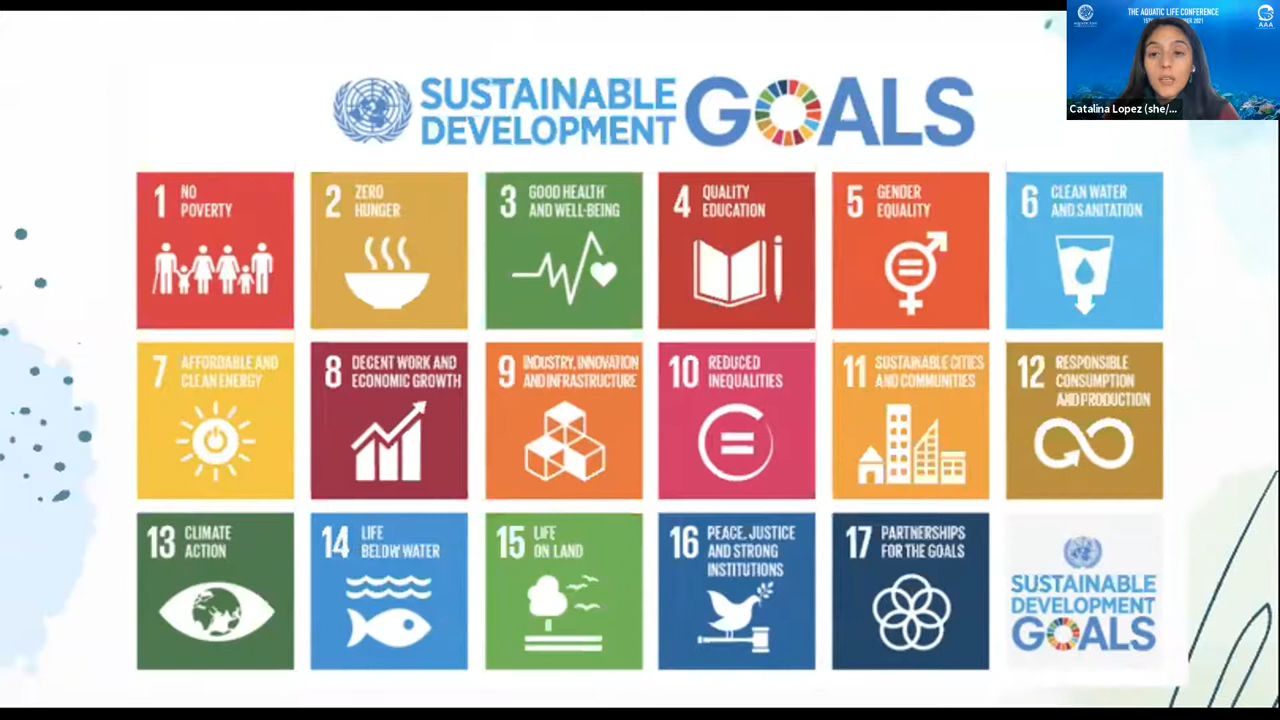 THE AQUATIC LIFE CONFERENCE
AAA
Catalina Lopez (she/...
SUSTAINABLE
DEVELOPMENT
GOALS
1 NO
POVERTY
2 ZERO
HUNGER
3 GOOD HEALTH
AND WELL-BEING
4 QUALITY
EDUCATION
5 GENDER
EQUALITY
6 CLEAN WATER
AND SANITATION
7 AFFORDABLE AND
CLEAN ENERGY
8 DECENT WORK AND
ECONOMIC GROWTH
9 INDUSTRY, INNOVATION
AND INFRASTRUCTURE
10 REDUCED
INEQUALITIES
11 SUSTAINABLE CITIES
AND COMMUNITIES
12 RESPONSIBLE
CONSUMPTION
AND PRODUCTION
13 CLIMATE
ACTION
14 LIFE
BELOW WATER
15 LIFE
ON LAND
16 PEACE, JUSTICE
AND STRONG
INSTITUTIONS
17 PARTNERSHIPS
FOR THE GOALS
SUSTAINABLE
DEVELOPMENT
GOALS